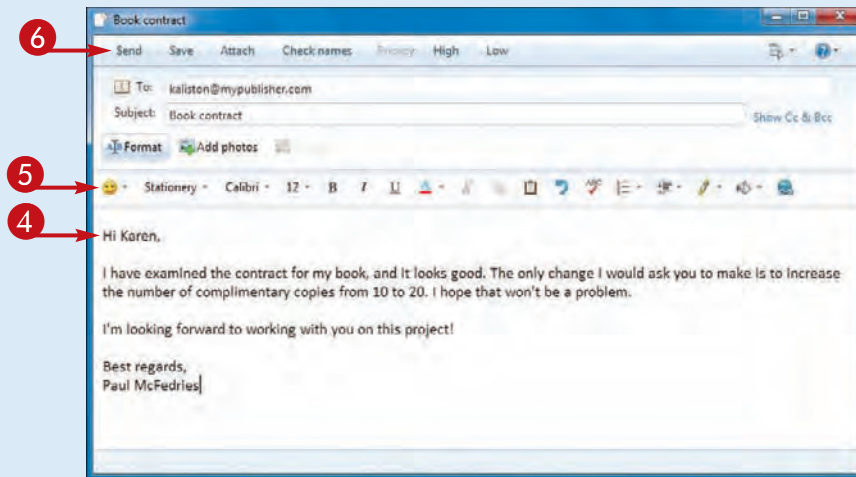 Book contract
6
Send Save Attach Check names Privacy High Low
To: kaliston@mypublisher.com
Subject: Book contract
Show Cc & Bcc
Format Add photos
5
Stationery Calibri 12 B I U A ABC
4
Hi Karen,
I have examined the contract for my book, and it looks good. The only change I would ask you to make is to increase
the number of complimentary copies from 10 to 20. I hope that won't be a problem.
I'm looking forward to working with you on this project!
Best regards,
Paul McFedries